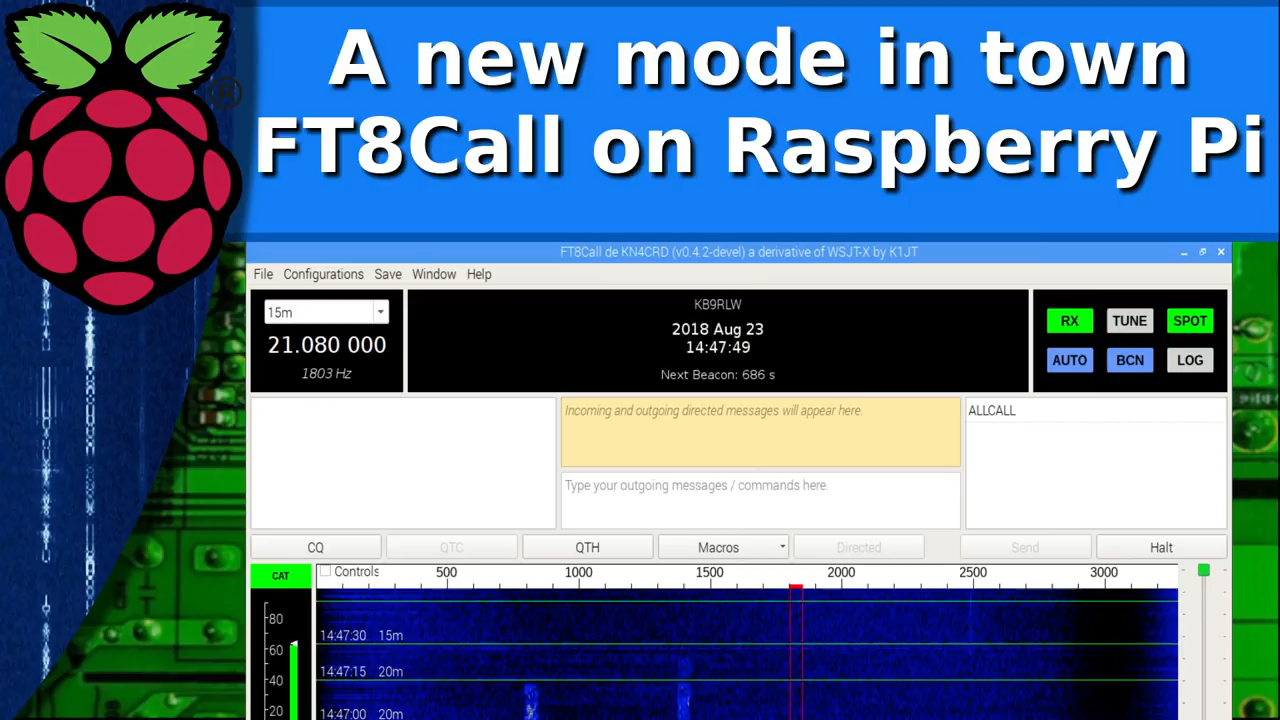 A new mode in town
FT8Call on Raspberry Pi
®
FT8Call de KN4CRD (v0.4.2-devel) a derivative of WSJT-X by K1JT
File Configurations Save Window Help
15m
21.080 000
1803 Hz
KB9RLW
2018 Aug 23
14:47:49
Next Beacon: 686 s
RX TUNE SPOT
AUTO BCN LOG
Incoming and outgoing directed messages will appear here.
Type your outgoing messages / commands here.
ALLCALL
CQ QTC QTH Macros Directed Send Halt
CAT
Controls 500 1000 1500 2000 2500 3000
80
60
40
20
14:47:30 15m
14:47:15 20m
14:47:00 20m